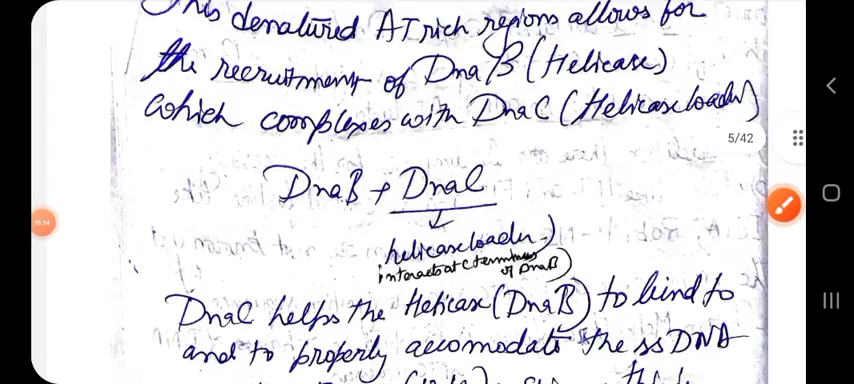 This denatured AT rich regions allows for
the recruitment of DnaB (Helicase)
which complexes with DnaC (Helicase loader)
5/42
DnaB + DnaC
helicase loader
interacts at C terminus
of DnaB)
DnaC helps the Helicase (DnaB) to bind to
and to properly accomodate the ssDNA
55:54